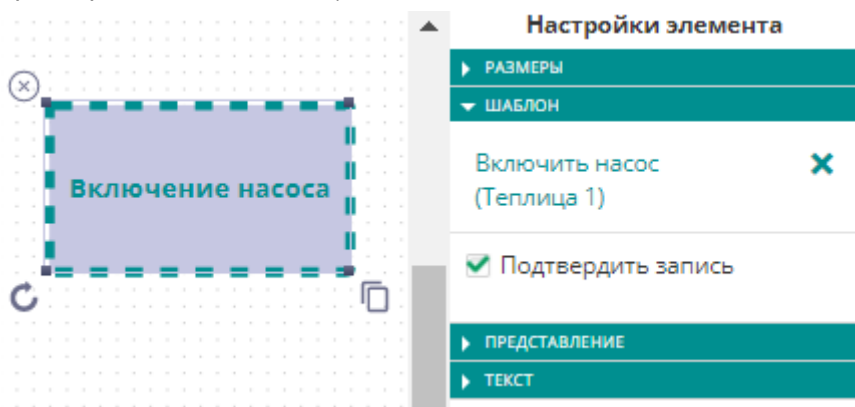 Настройки элемента
РАЗМЕРЫ
ШАБЛОН
Включение насоса
Включить насос
(Теплица 1)
Подтвердить запись
ПРЕДСТАВЛЕНИЕ
ТЕКСТ